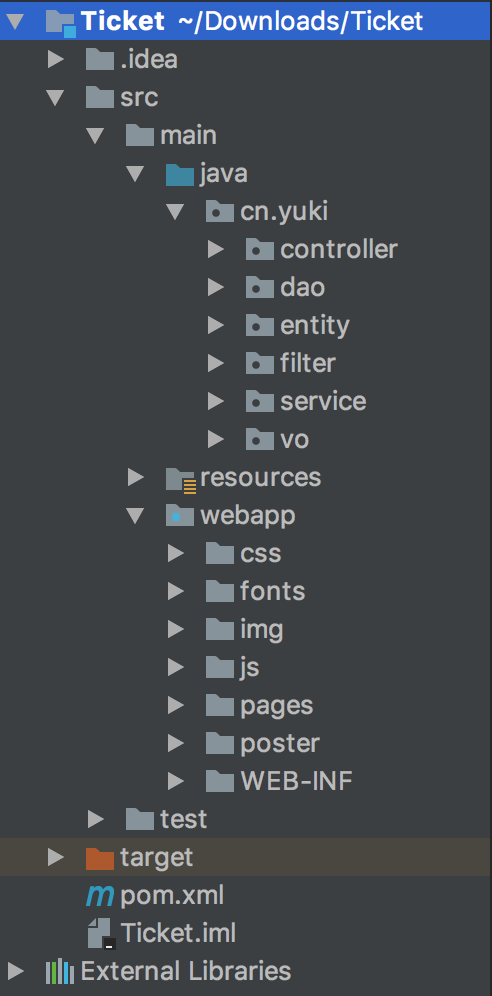 Ticket ~/Downloads/Ticket
.idea
src
main
java
cn.yuki
controller
dao
entity
filter
service
vo
resources
webapp
css
fonts
img
js
pages
poster
WEB-INF
test
target
m pom.xml
Ticket.iml
External Libraries